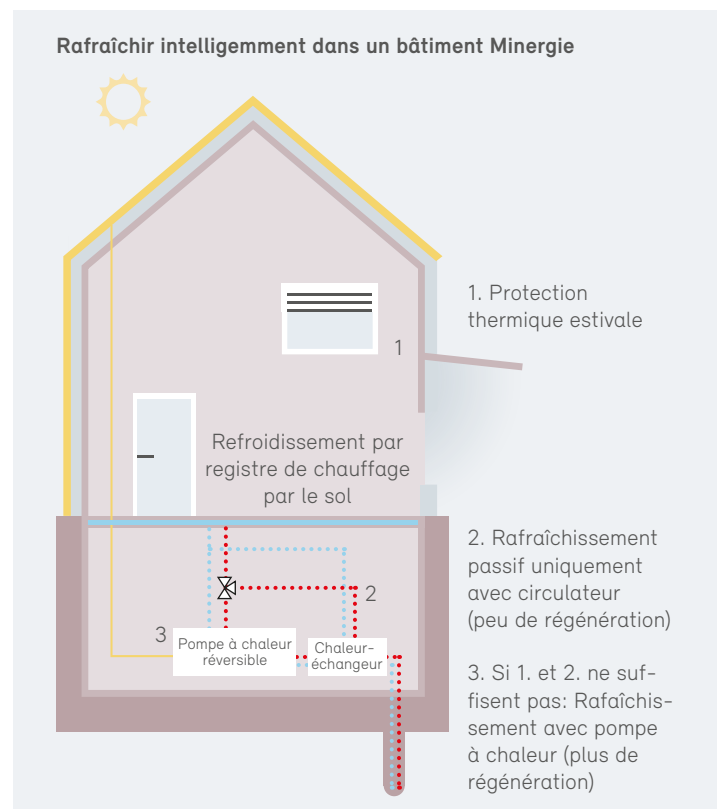 Rafraîchir intelligemment dans un bâtiment Minergie
1. Protection
thermique estivale
1
Refroidissement par
registre de chauffage
par le sol
2. Rafraîchissement
passif uniquement
avec circulateur
(peu de régénération)
2
3
Pompe à chaleur
réversible
Chaleur-
échangeur
3. Si 1. et 2. ne suf-
fisent pas: Rafaîchis-
sement avec pompe
à chaleur (plus de
régénération)